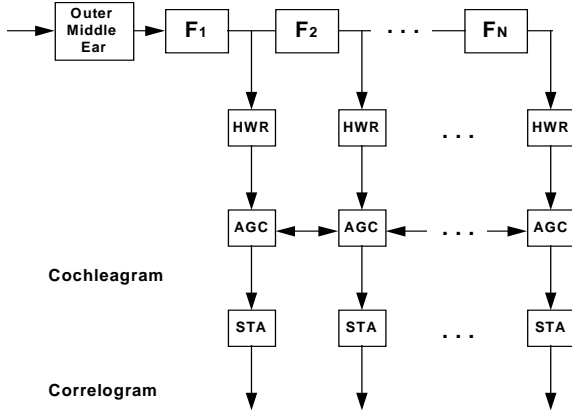 Outer
Middle
Ear
F1 F2 . . . FN
HWR HWR . . . HWR
AGC AGC . . . AGC
Cochleagram
STA STA . . . STA
Correlogram